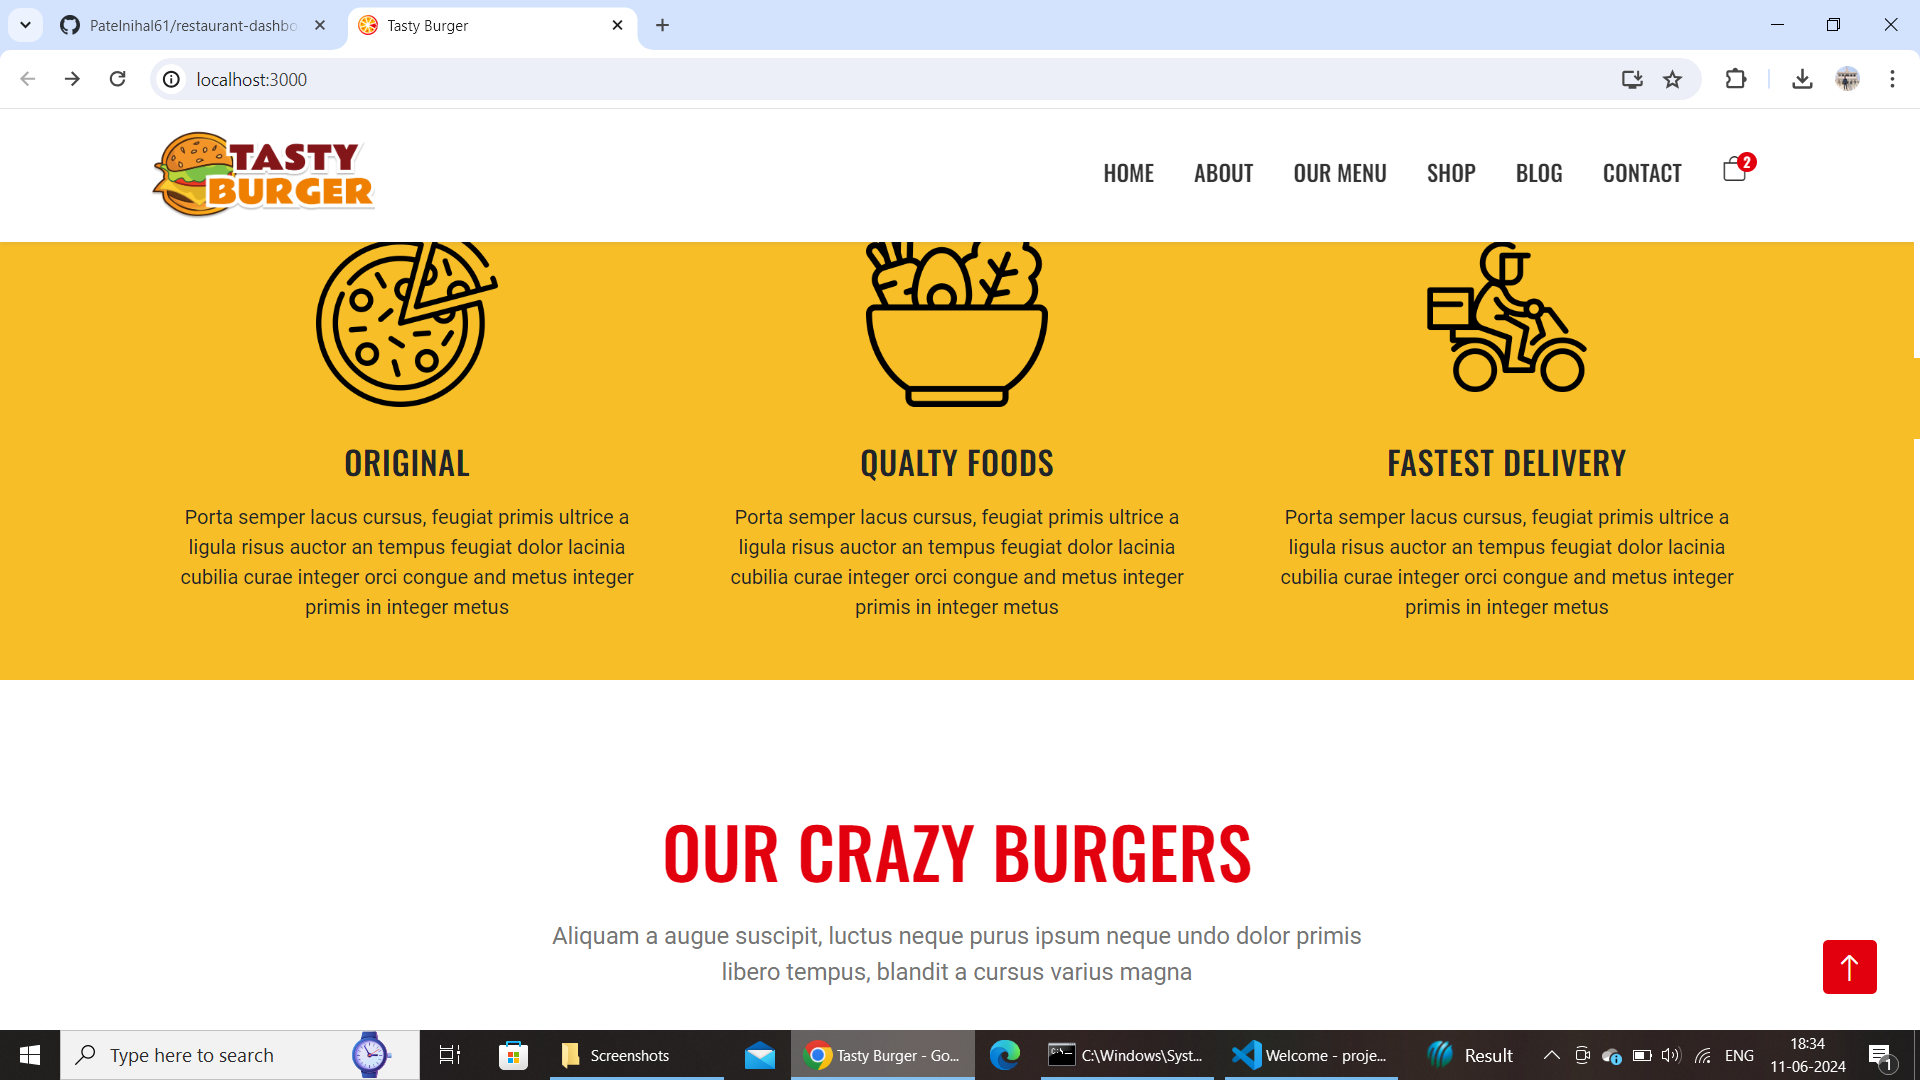 Patelnihal61/restaurant-dashbo
Tasty Burger
localhost:3000
TASTY
BURGER
HOME
ABOUT
OUR MENU
SHOP
BLOG
CONTACT
2
ORIGINAL
Porta semper lacus cursus, feugiat primis ultrice a
ligula risus auctor an tempus feugiat dolor lacinia
cubilia curae integer orci congue and metus integer
primis in integer metus
QUALTY FOODS
Porta semper lacus cursus, feugiat primis ultrice a
ligula risus auctor an tempus feugiat dolor lacinia
cubilia curae integer orci congue and metus integer
primis in integer metus
FASTEST DELIVERY
Porta semper lacus cursus, feugiat primis ultrice a
ligula risus auctor an tempus feugiat dolor lacinia
cubilia curae integer orci congue and metus integer
primis in integer metus
OUR CRAZY BURGERS
Aliquam a augue suscipit, luctus neque purus ipsum neque undo dolor primis
libero tempus, blandit a cursus varius magna
Type here to search
Screenshots
Tasty Burger - Go...
C:\Windows\Syst...
Welcome - proje...
Result
ENG
18:34
11-06-2024
1